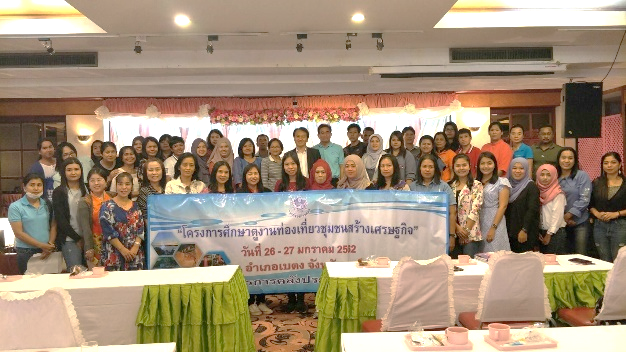 "โครงการศึกษาดูงานท่องเที่ยวชุมชนสร้างเศรษฐกิจ"
วันที่ 26 - 27 มกราคม 2562
อำเภอเบตง